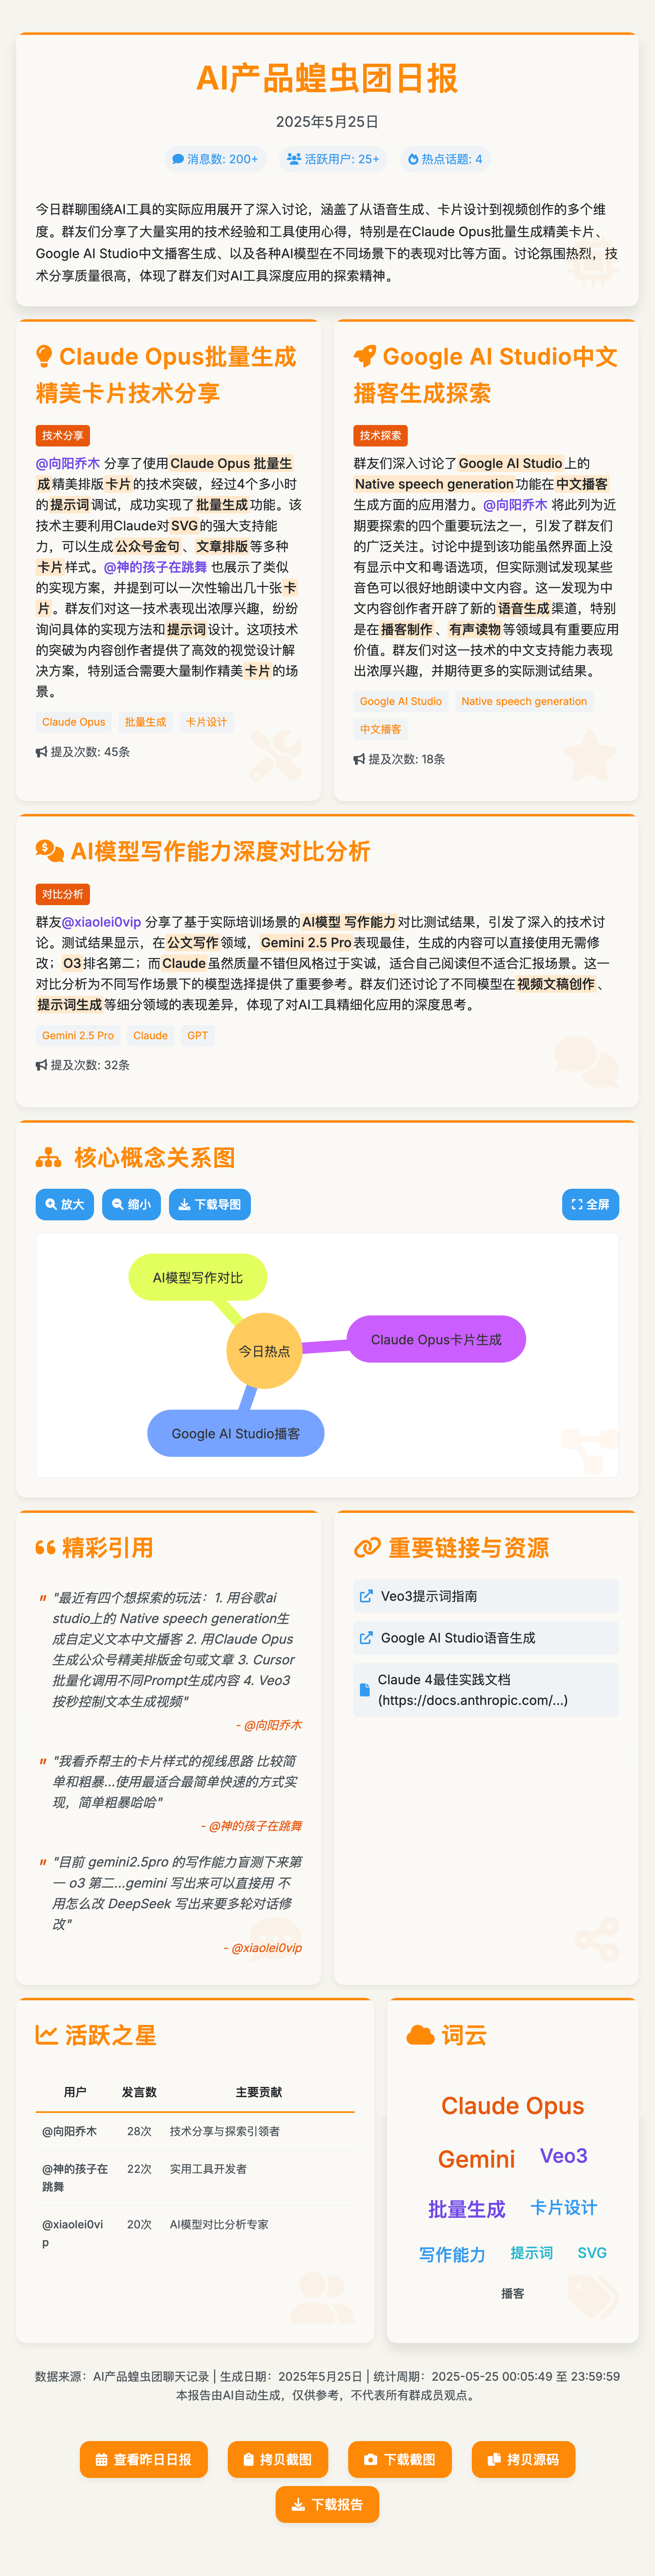 AI产品蝗虫团日报
2025年5月25日
消息数: 200+
活跃用户: 25+
热点话题: 4
今日群聊围绕AI工具的实际应用展开了深入讨论，涵盖了从语音生成、卡片设计到视频创作的多个维
度。群友们分享了大量实用的技术经验和工具使用心得，特别是在Claude Opus批量生成精美卡片、
Google AI Studio中文播客生成、以及各种AI模型在不同场景下的表现对比等方面。讨论氛围热烈，技
术分享质量很高，体现了群友们对AI工具深度应用的探索精神。
Claude Opus批量生成
精美卡片技术分享
技术分享
@向阳乔木 分享了使用Claude Opus 批量生
成精美排版卡片的技术突破，经过4个多小时
的提示词调试，成功实现了批量生成功能。该
技术主要利用Claude对SVG的强大支持能
力，可以生成公众号金句、文章排版等多种
卡片样式。@神的孩子在跳舞 也展示了类似
的实现方案，并提到可以一次性输出几十张卡
片。群友们对这一技术表现出浓厚兴趣，纷纷
询问具体的实现方法和提示词设计。这项技术
的突破为内容创作者提供了高效的视觉设计解
决方案，特别适合需要大量制作精美卡片的场
景。
Claude Opus
批量生成
卡片设计
提及次数: 45条
Google AI Studio中文
播客生成探索
技术探索
群友们深入讨论了Google AI Studio上的
Native speech generation功能在中文播客
生成方面的应用潜力。@向阳乔木 将此列为近
期要探索的四个重要玩法之一，引发了群友们
的广泛关注。讨论中提到该功能虽然界面上没
有显示中文和粤语选项，但实际测试发现某些
音色可以很好地朗读中文内容。这一发现为中
文内容创作者开辟了新的语音生成渠道，特别
是在播客制作、有声读物等领域具有重要应用
价值。群友们对这一技术的中文支持能力表现
出浓厚兴趣，并期待更多的实际测试结果。
Google AI Studio
Native speech generation
中文播客
提及次数: 18条
AI模型写作能力深度对比分析
对比分析
群友@xiaolei0vip 分享了基于实际培训场景的AI模型 写作能力对比测试结果，引发了深入的技术讨
论。测试结果显示，在公文写作领域，Gemini 2.5 Pro表现最佳，生成的内容可以直接使用无需修
改；O3排名第二；而Claude虽然质量不错但风格过于实诚，适合自己阅读但不适合汇报场景。这一
对比分析为不同写作场景下的模型选择提供了重要参考。群友们还讨论了不同模型在视频文稿创作、
提示词生成等细分领域的表现差异，体现了对AI工具精细化应用的深度思考。
Gemini 2.5 Pro
Claude
GPT
提及次数: 32条
核心概念关系图
放大
缩小
下载导图
全屏
AI模型写作对比
今日热点
Claude Opus卡片生成
Google AI Studio播客
精彩引用
"最近有四个想探索的玩法：1. 用谷歌ai
studio上的 Native speech generation生
成自定义文本中文播客 2. 用Claude Opus
生成公众号精美排版金句或文章 3. Cursor
批量化调用不同Prompt生成内容 4. Veo3
按秒控制文本生成视频"
- @向阳乔木
"我看乔帮主的卡片样式的视线思路 比较简
单和粗暴...使用最适合最简单快速的方式实
现，简单粗暴哈哈"
- @神的孩子在跳舞
"目前 gemini2.5pro 的写作能力盲测下来第
一 o3 第二...gemini 写出来可以直接用 不
用怎么改 DeepSeek 写出来要多轮对话修
改"
- @xiaolei0vip
重要链接与资源
Veo3提示词指南
Google AI Studio语音生成
Claude 4最佳实践文档
(https://docs.anthropic.com/...)
活跃之星
用户 发言数 主要贡献
@向阳乔木 28次 技术分享与探索引领者
@神的孩子在 22次 实用工具开发者
跳舞
@xiaolei0vi 20次 AI模型对比分析专家
p
词云
Claude Opus
Gemini Veo3
批量生成 卡片设计
写作能力 提示词 SVG
播客
数据来源：AI产品蝗虫团聊天记录 | 生成日期：2025年5月25日 | 统计周期：2025-05-25 00:05:49 至 23:59:59
本报告由AI自动生成，仅供参考，不代表所有群成员观点。
查看昨日日报
拷贝截图
下载截图
拷贝源码
下载报告